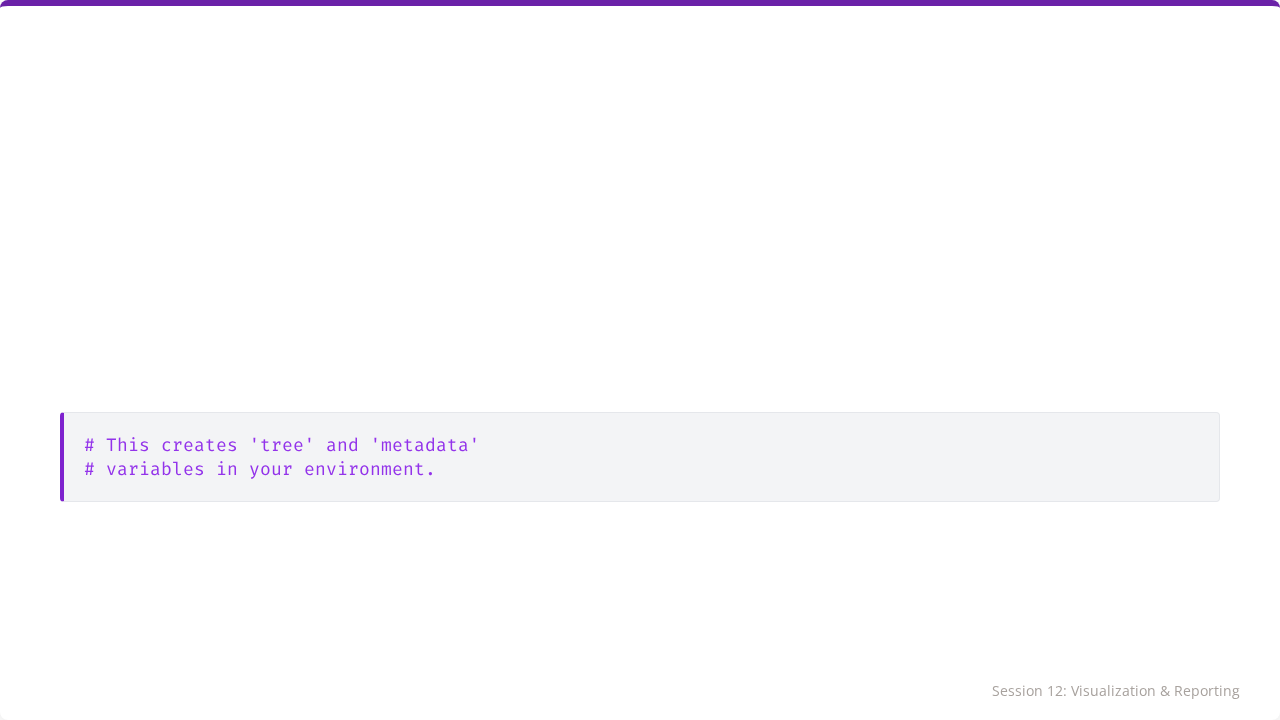 # This creates 'tree' and 'metadata'
# variables in your environment.
Session 12: Visualization & Reporting